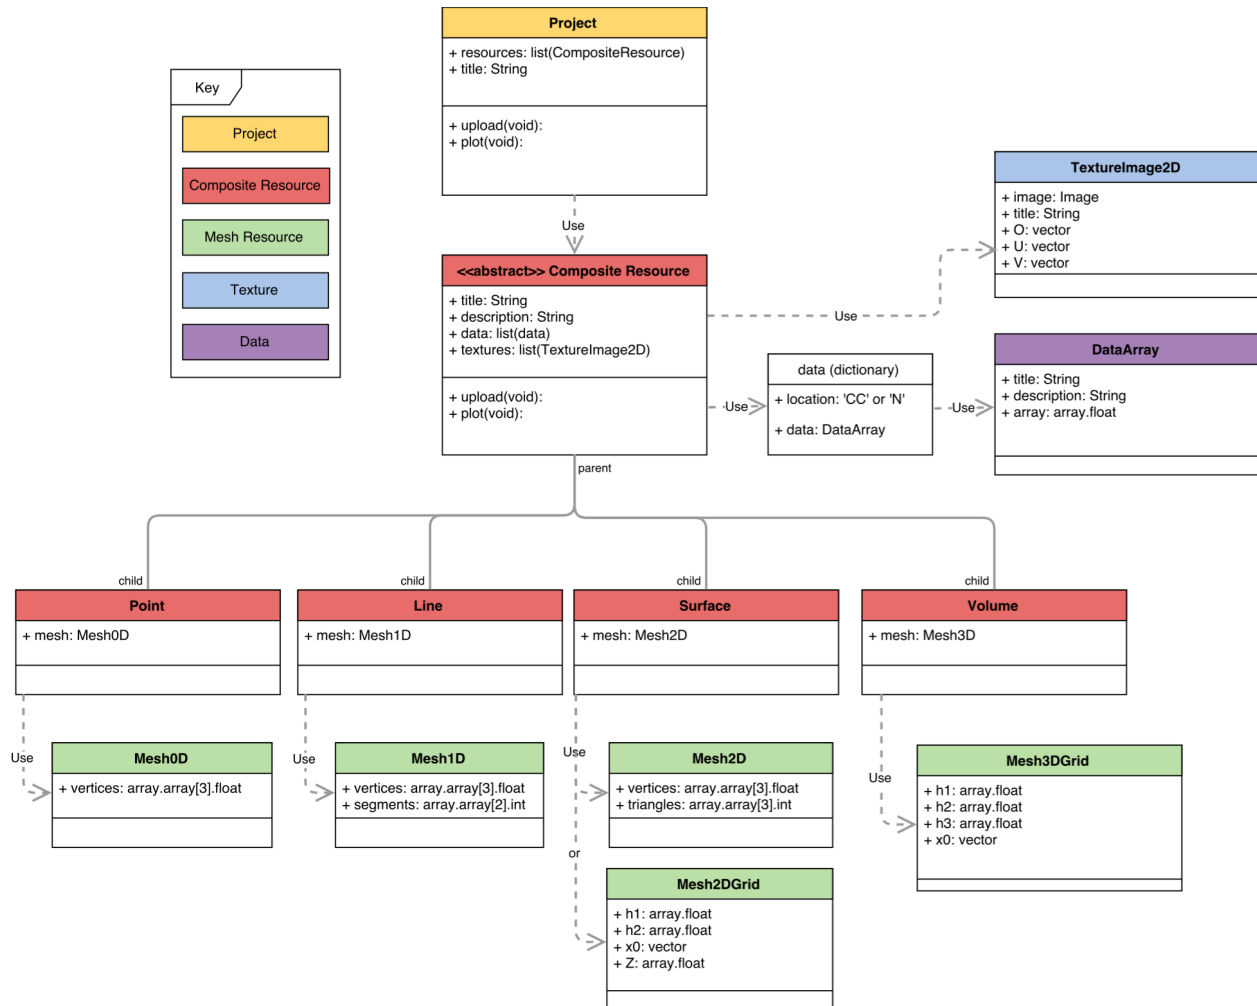 Project
+ resources: list(CompositeResource)
+ title: String
+ upload(void):
+ plot(void):
Key
Project
Composite Resource
Mesh Resource
Texture
Data
Use
<<abstract>> Composite Resource
+ title: String
+ description: String
+ data: list(data)
+ textures: list(TextureImage2D)
+ upload(void):
+ plot(void):
Use
TextureImage2D
+ image: Image
+ title: String
+ O: vector
+ U: vector
+ V: vector
Use
data (dictionary)
+ location: 'CC' or 'N'
+ data: DataArray
Use
DataArray
+ title: String
+ description: String
+ array: array.float
parent
child
child
child
child
Point
+ mesh: Mesh0D
Line
+ mesh: Mesh1D
Surface
+ mesh: Mesh2D
Volume
+ mesh: Mesh3D
Use
Mesh0D
+ vertices: array.array[3].float
Use
Mesh1D
+ vertices: array.array[3].float
+ segments: array.array[2].int
Use
Mesh2D
+ vertices: array.array[3].float
+ triangles: array.array[3].int
or
Mesh2DGrid
+ h1: array.float
+ h2: array.float
+ x0: vector
+ Z: array.float
Use
Mesh3DGrid
+ h1: array.float
+ h2: array.float
+ h3: array.float
+ x0: vector